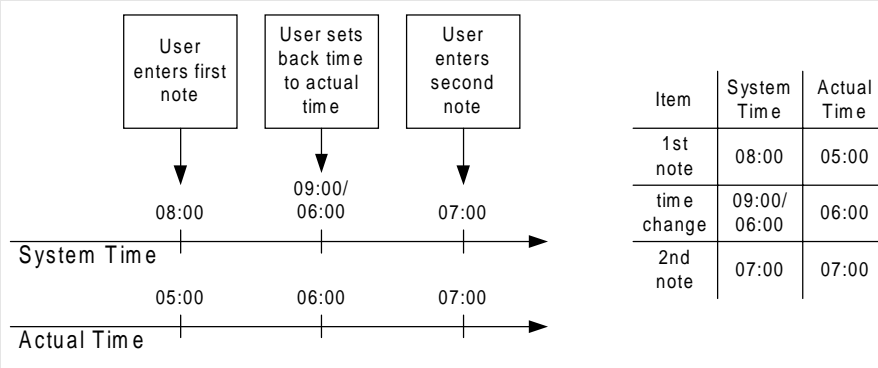 User
enters first
note
User sets
back time
to actual
time
User
enters
second
note
08:00
09:00/
06:00
07:00
System Time
05:00
06:00
07:00
Actual Time
Item
System
Time
Actual
Time
1st
note
08:00
05:00
time
change
09:00/
06:00
06:00
2nd
note
07:00
07:00